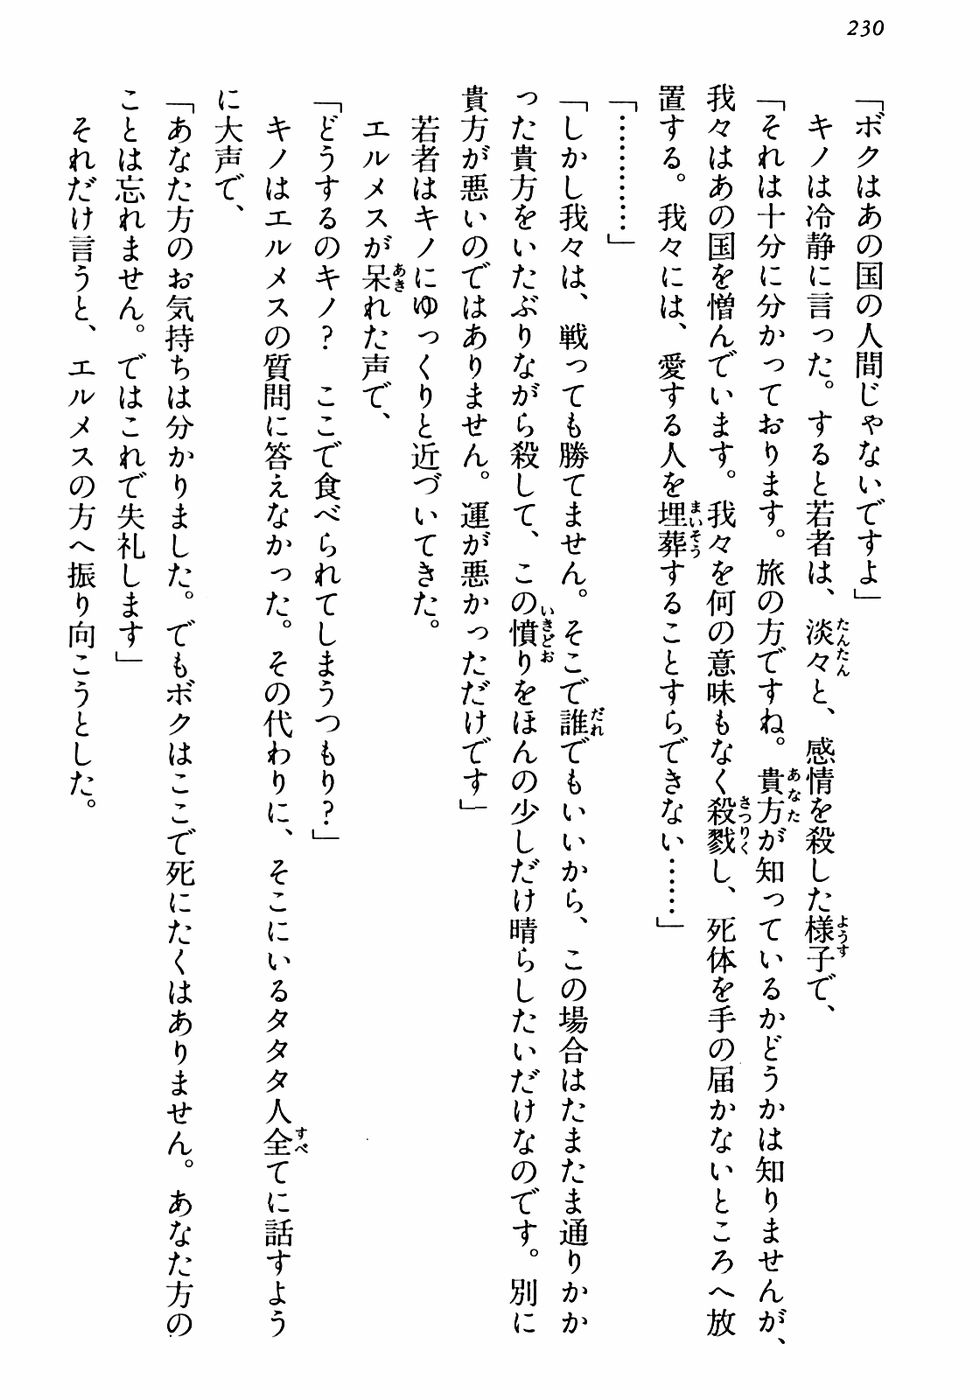 230
「ボクはあの国の人間じゃないですよ」
キノは冷静に言った。すると若者は、淡々と、感情を殺した様子で、
「それは十分に分かっております。旅の方ですね。貴方が知っているかどうかは知りませんが、
我々はあの国を憎んでいます。我々を何の意味もなく殺戮し、死体を手の届かないところへ放
置する。我々には、愛する人を埋葬することすらできない……」
「…………」
「しかし我々は、戦っても勝てません。そこで誰でもいいから、この場合はたまたま通りかか
った貴方をいたぶりながら殺して、この憤りをほんの少しだけ晴らしたいだけなのです。別に
貴方が悪いのではありません。運が悪かっただけです」
若者はキノにゆっくりと近づいてきた。
エルメスが呆れた声で、
「どうするのキノ？　ここで食べられてしまうつもり？」
キノはエルメスの質問に答えなかった。その代わりに、そこにいるタタタ人全てに話すよう
に大声で、
「あなた方のお気持ちは分かりました。でもボクはここで死にたくはありません。あなた方の
ことは忘れません。ではこれで失礼します」
それだけ言うと、エルメスの方へ振り向こうとした。